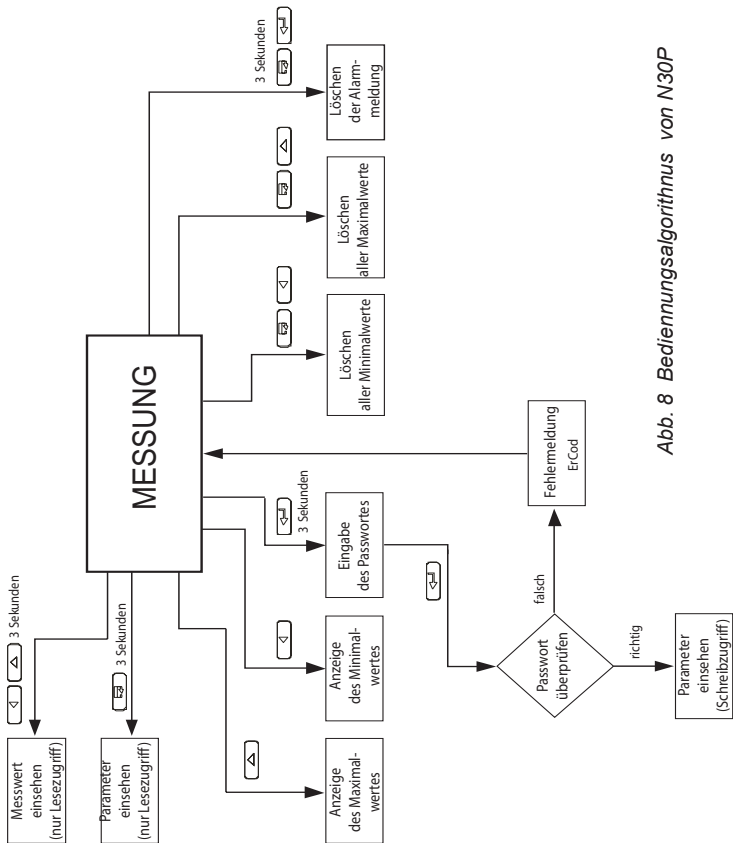 Messwert
einsehen
(nur Lesezugriff)
3 Sekunden
Parameter
einsehen
(nur Lesezugriff)
3 Sekunden
MESSUNG
3 Sekunden
Anzeige
des Maximal-
wertes
Anzeige
des Minimal-
wertes
Eingabe
des Passwortes
3 Sekunden
Löschen
aller Minimalwerte
Löschen
aller Maximalwerte
Löschen
der Alarm-
meldung
Passwort
überprüfen
falsch
Fehlermeldung
ErCod
richtig
Parameter
einsehen
(Schreibzugriff)
Abb. 8 Bediennungsalgorithnus von N30P